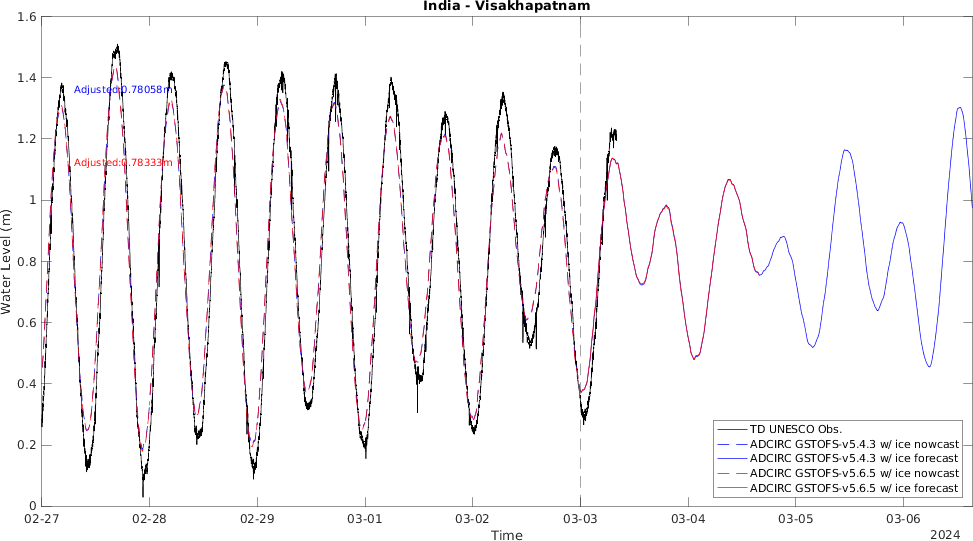 India - Visakhapatnam
Water Level (m)
1.6
1.4
1.2
1
0.8
0.6
0.4
0.2
0
Adjusted:0.78058m
Adjusted:0.78333m
TD UNESCO Obs.
ADCIRC GSTOFS-v5.4.3 w/ ice nowcast
ADCIRC GSTOFS-v5.4.3 w/ ice forecast
ADCIRC GSTOFS-v5.6.5 w/ ice nowcast
ADCIRC GSTOFS-v5.6.5 w/ ice forecast
02-27 02-28 02-29 03-01 03-02 03-03 03-04 03-05 03-06
Time
2024